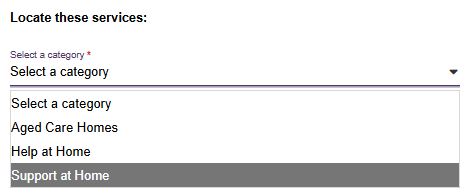 Locate these services:
Select a category *
Select a category
Select a category
Aged Care Homes
Help at Home
Support at Home